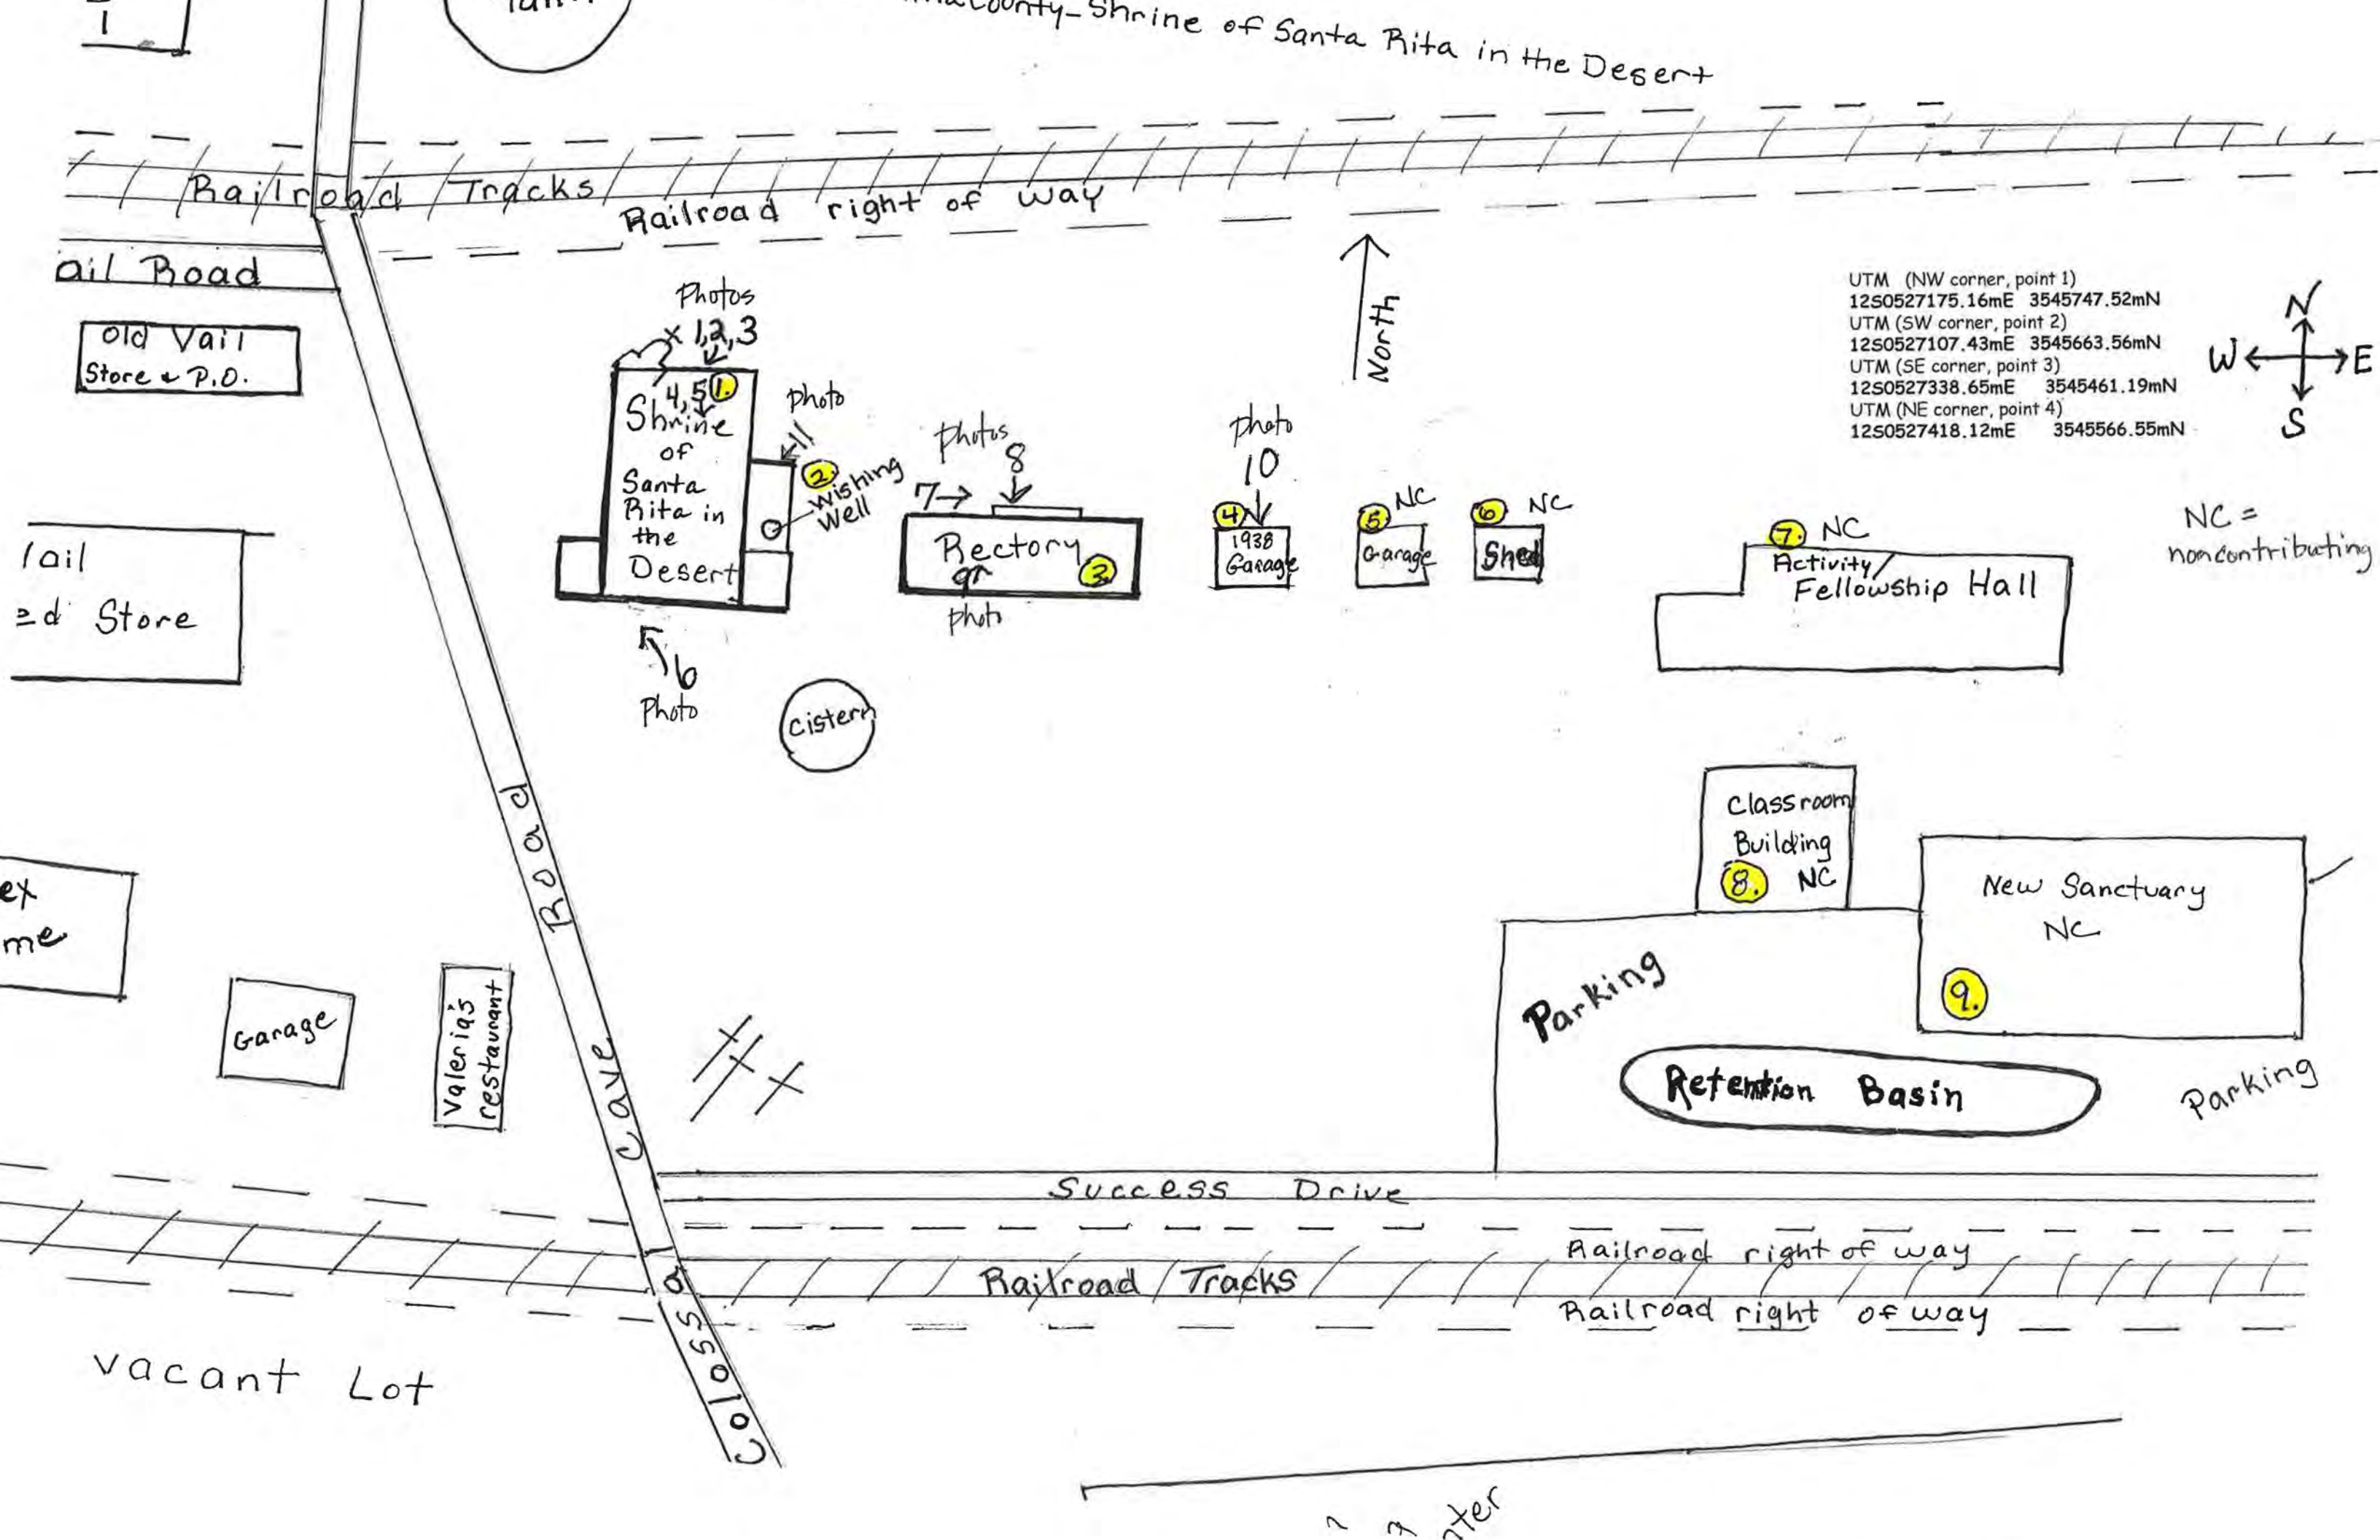 County-Shrine of Santa Rita in the Desert
Railroad Tracks
Railroad right of way
ail Road
Old Vail
Store & P.O.
Photos
x 1,2,3
4,5 1.
Shrine
of
Santa
Rita in
the
Desert
photo
11
2.
Wishing
Well
6
Photo
Cistern
photos
8
7
Rectory
9
3
photo
photo
10
4
1938
Garage
5 NC
Garage
6 NC
Shed
North
UTM (NW corner, point 1)
12S0527175.16mE 3545747.52mN
UTM (SW corner, point 2)
12S0527107.43mE 3545663.56mN
UTM (SE corner, point 3)
12S0527338.65mE 3545461.19mN
UTM (NE corner, point 4)
12S0527418.12mE 3545566.55mN
N
W E
S
NC =
noncontributing
7. NC
Activity/
Fellowship Hall
Classroom
Building
8. NC
New Sanctuary
NC
9.
Parking
Retention Basin
Parking
ail
ed Store
ex
me
Garage
Valeria's
restaurant
Colossal Cave Road
Success Drive
Railroad right of way
Railroad Tracks
Railroad right of way
Vacant Lot
nter